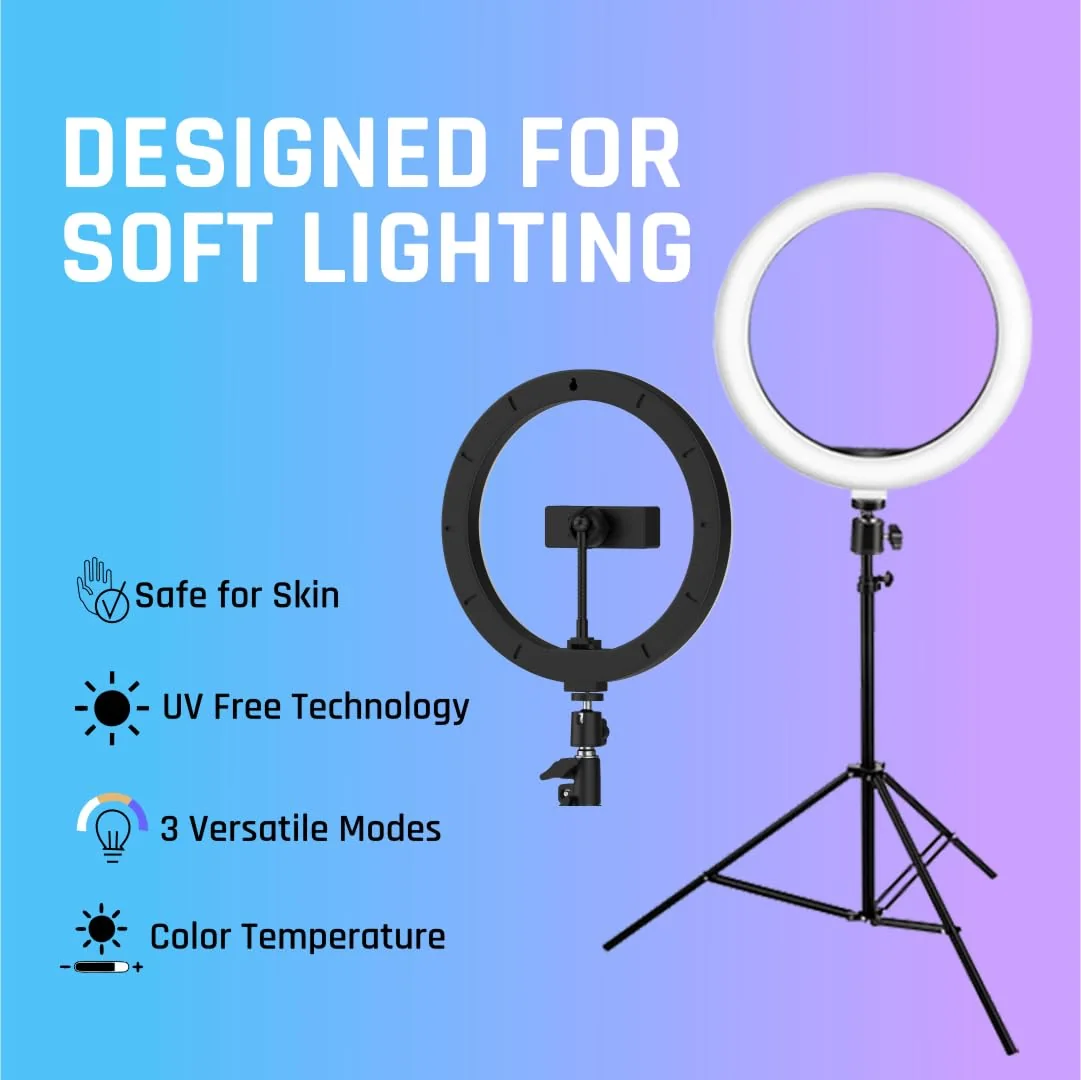 DESIGNED FOR
SOFT LIGHTING
Safe for Skin
UV Free Technology
3 Versatile Modes
Color Temperature
- +